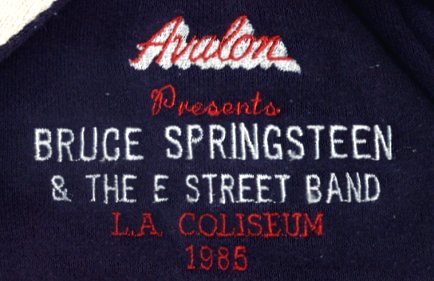 Avalon
Presents
BRUCE SPRINGSTEEN
& THE E STREET BAND
L.A. COLISEUM
1985